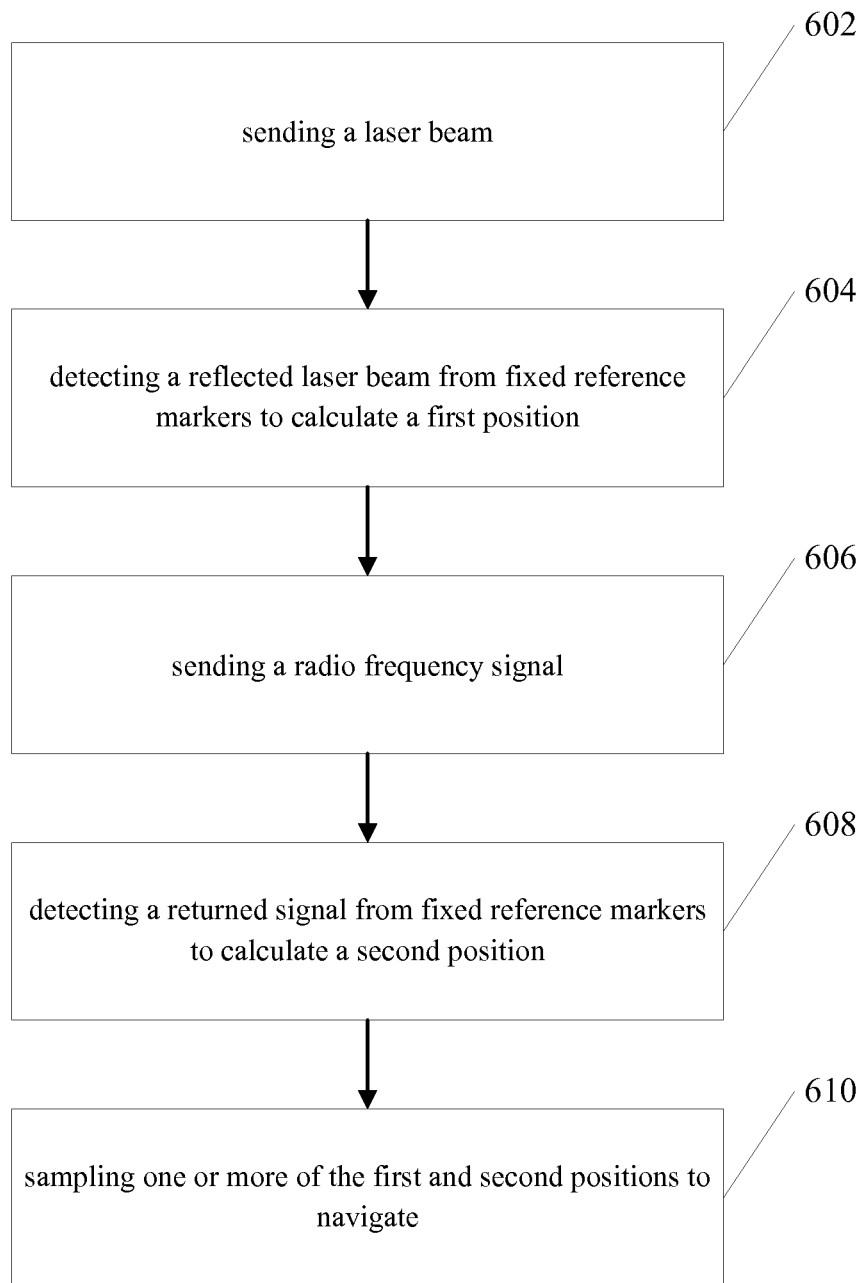 602
sending a laser beam
604
detecting a reflected laser beam from fixed reference
markers to calculate a first position
606
sending a radio frequency signal
608
detecting a returned signal from fixed reference markers
to calculate a second position
610
sampling one or more of the first and second positions to
navigate